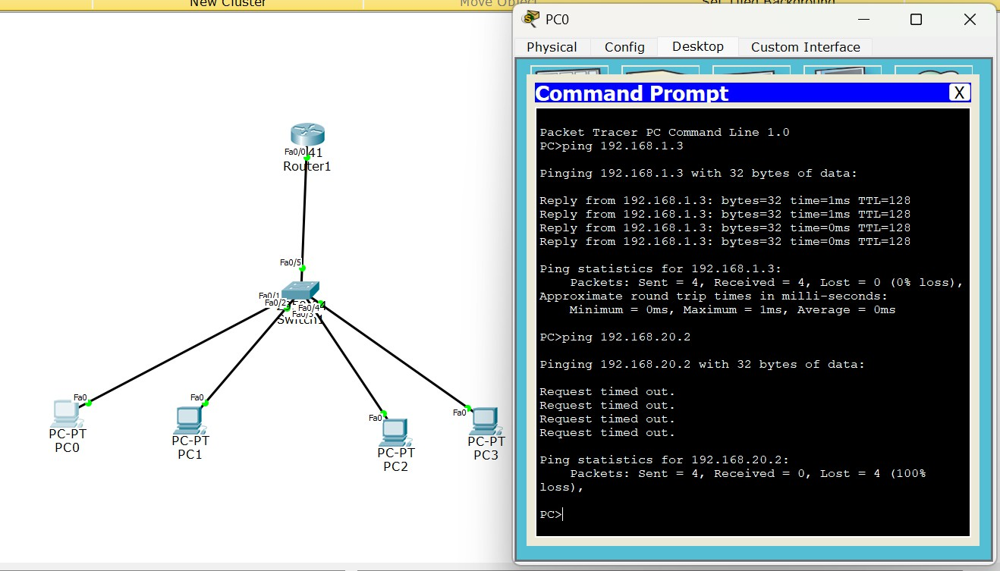 New Cluster
Move Object
Set Tiled Background
PC0
Physical
Config
Desktop
Custom Interface
Command Prompt
X
Packet Tracer PC Command Line 1.0
PC>ping 192.168.1.3
Pinging 192.168.1.3 with 32 bytes of data:
Reply from 192.168.1.3: bytes=32 time=1ms TTL=128
Reply from 192.168.1.3: bytes=32 time=1ms TTL=128
Reply from 192.168.1.3: bytes=32 time=0ms TTL=128
Reply from 192.168.1.3: bytes=32 time=0ms TTL=128
Ping statistics for 192.168.1.3:
Packets: Sent = 4, Received = 4, Lost = 0 (0% loss),
Approximate round trip times in milli-seconds:
Minimum = 0ms, Maximum = 1ms, Average = 0ms
PC>ping 192.168.20.2
Pinging 192.168.20.2 with 32 bytes of data:
Request timed out.
Request timed out.
Request timed out.
Request timed out.
Ping statistics for 192.168.20.2:
Packets: Sent = 4, Received = 0, Lost = 4 (100%
loss),
PC>
Fa0/0
41
Router1
Fa0/5
Fa0/1
Fa0/2
Fa0/4
Fa0/3
Switch1
Fa0
PC-PT
PC0
Fa0
PC-PT
PC1
Fa0
PC-PT
PC2
Fa0
PC-PT
PC3